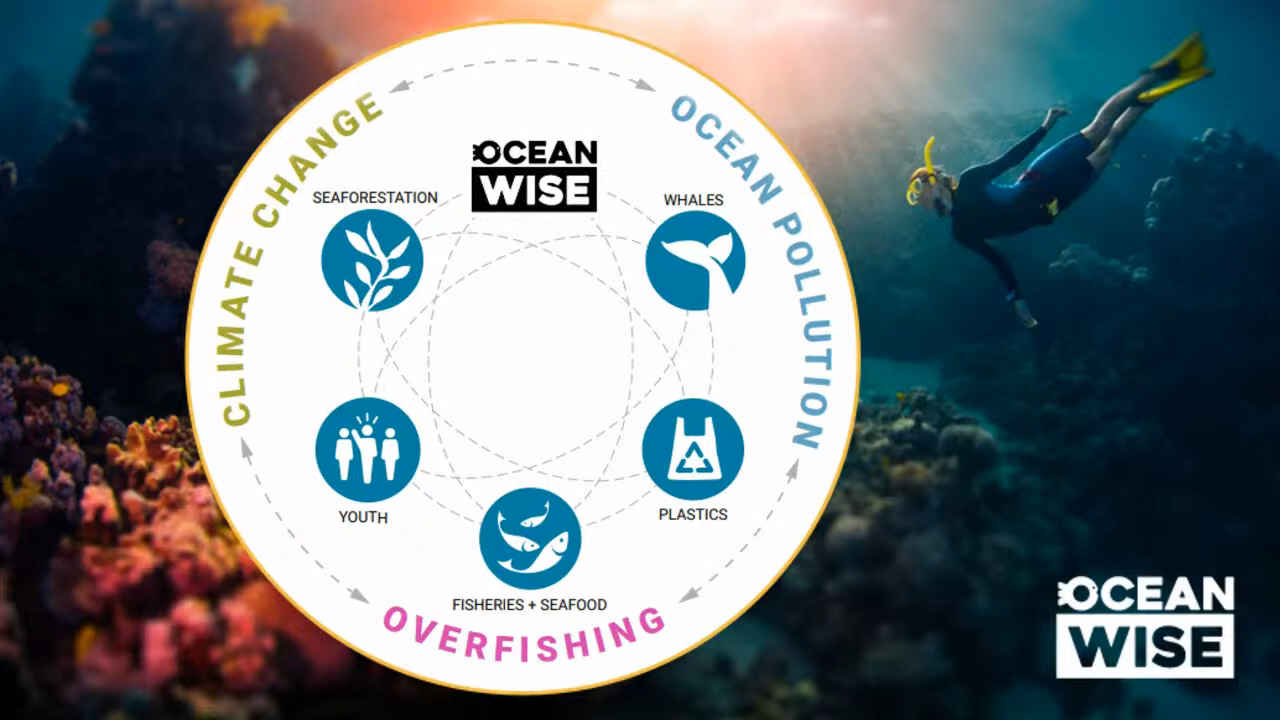 CLIMATE CHANGE
OCEAN POLLUTION
OCEAN
WISE
SEAFORESTATION
WHALES
YOUTH
PLASTICS
FISHERIES + SEAFOOD
OVERFISHING
OCEAN
WISE